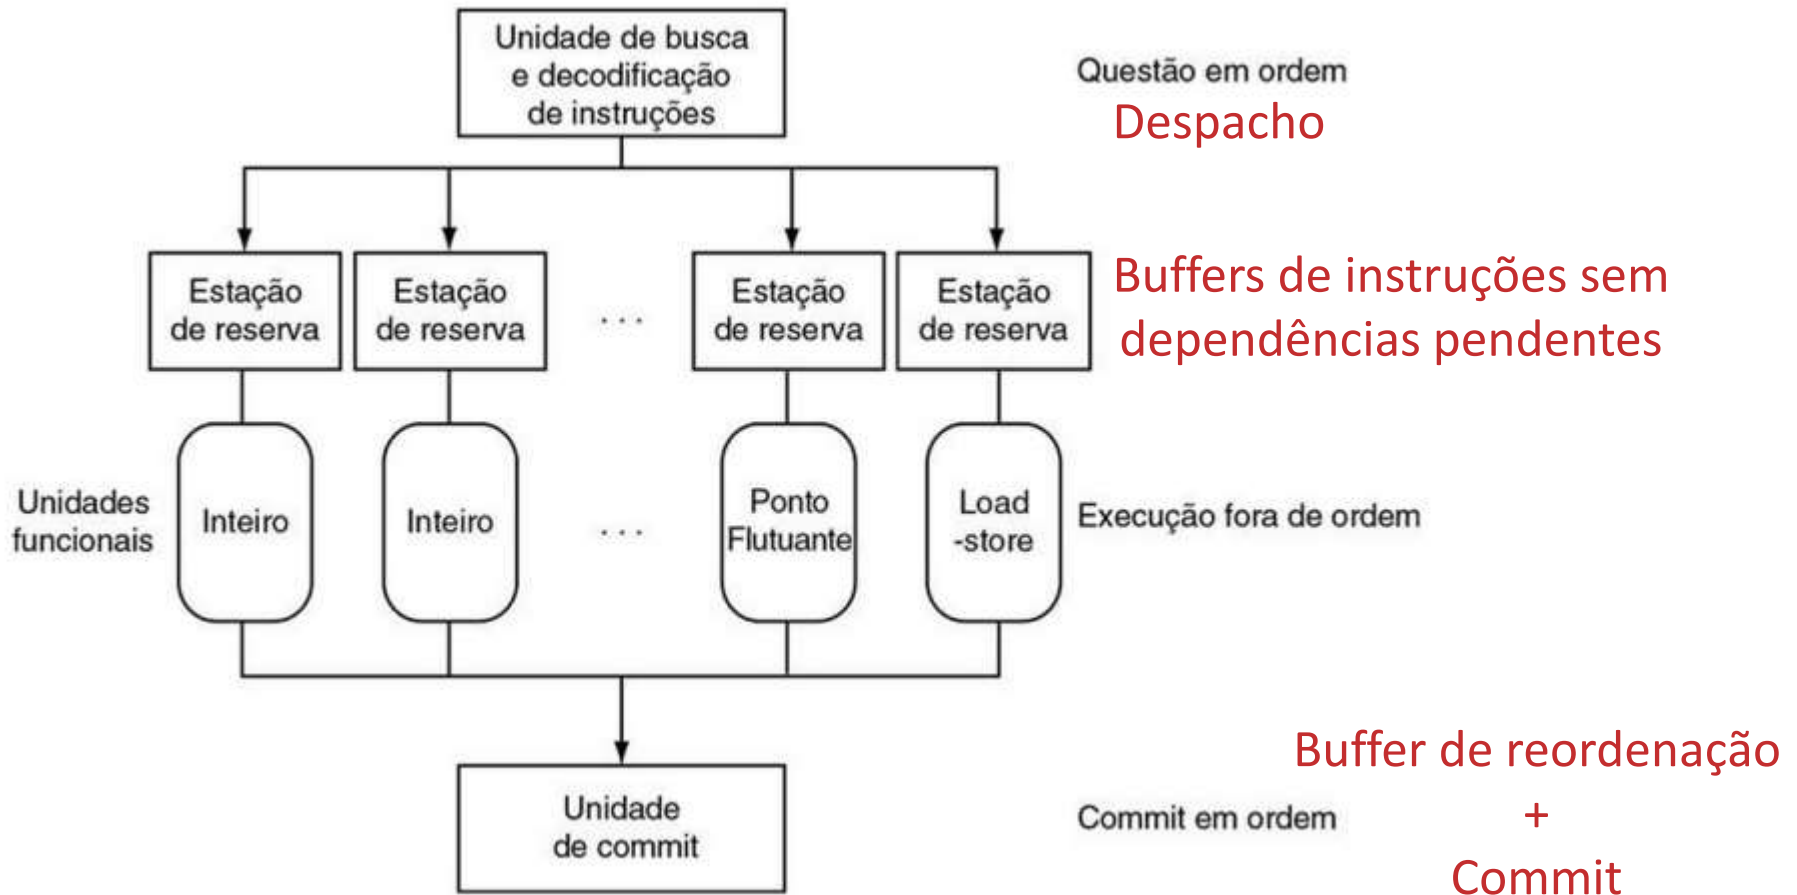 Unidade de busca
e decodificação
de instruções
Questão em ordem
Despacho
Estação
de reserva
Estação
de reserva
. . .
Estação
de reserva
Estação
de reserva
Buffers de instruções sem
dependências pendentes
Unidades
funcionais
Inteiro
Inteiro
. . .
Ponto
Flutuante
Load
-store
Execução fora de ordem
Unidade
de commit
Commit em ordem
Buffer de reordenação
+
Commit